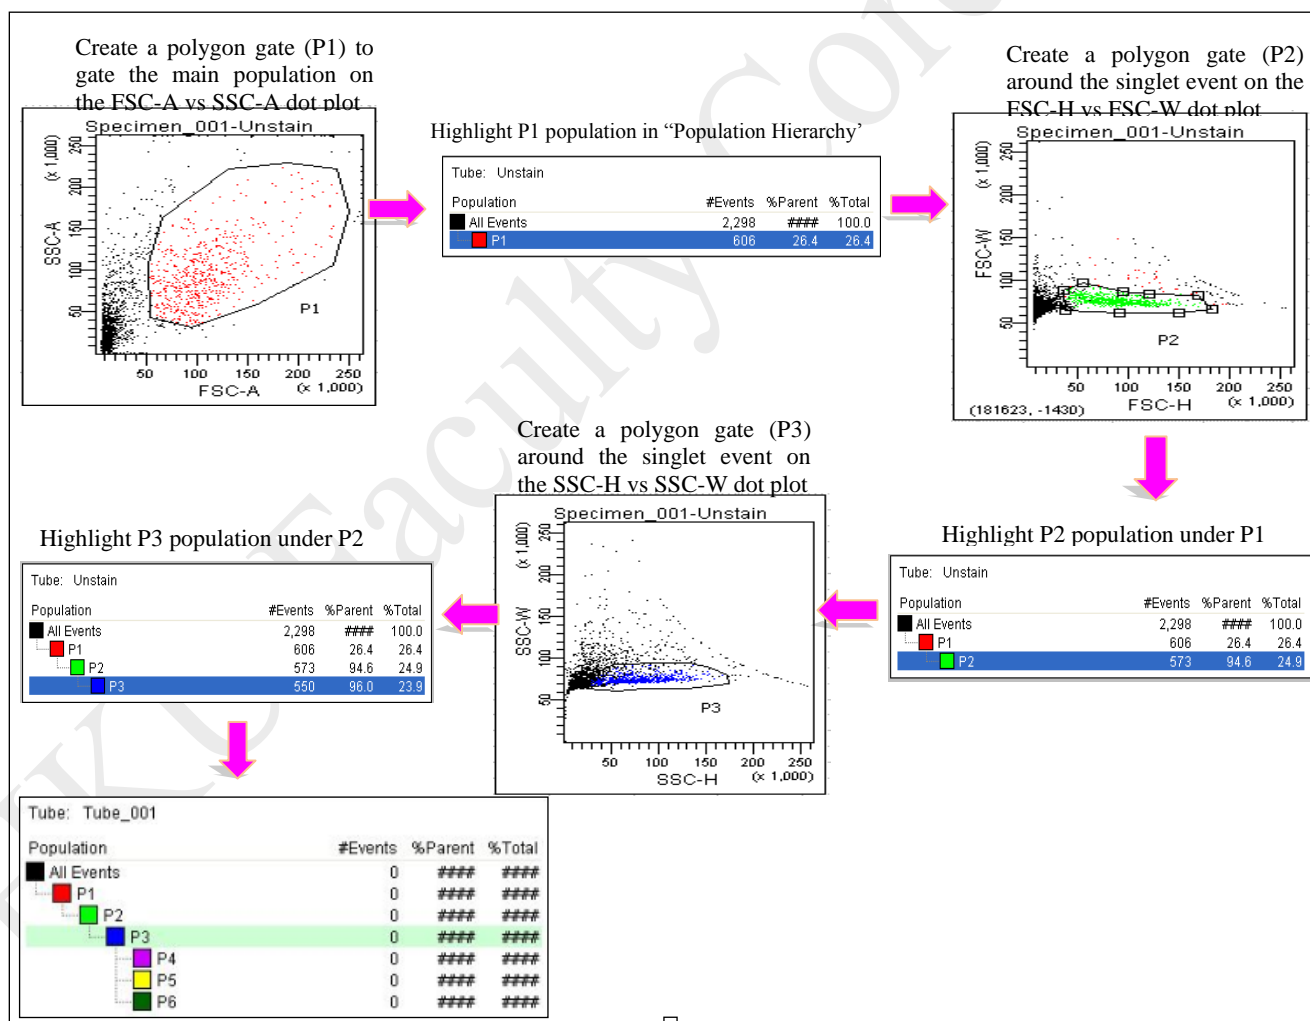 Create a polygon gate (P1) to
gate the main population on
the FSC-A vs SSC-A dot plot
Specimen_001-Unstain
(x 1,000)
SSC-A
250
200
150
100
50
P1
50 100 150 200 250
FSC-A
(x 1,000)
Highlight P1 population in “Population Hierarchy’
Tube: Unstain
Population #Events %Parent %Total
All Events 2,298 #### 100.0
P1 606 26.4 26.4
Create a polygon gate (P2)
around the singlet event on the
FSC-H vs FSC-W dot plot
Specimen_001-Unstain
(x 1,000)
FSC-W
250
200
150
100
50
P2
50 100 150 200 250
(181623, -1430)
FSC-H
(x 1,000)
Highlight P2 population under P1
Tube: Unstain
Population #Events %Parent %Total
All Events 2,298 #### 100.0
P1 606 26.4 26.4
P2 573 94.6 24.9
Create a polygon gate (P3)
around the singlet event on
the SSC-H vs SSC-W dot plot
Specimen_001-Unstain
(x 1,000)
SSC-W
250
200
150
100
50
P3
50 100 150 200 250
SSC-H
(x 1,000)
Highlight P3 population under P2
Tube: Unstain
Population #Events %Parent %Total
All Events 2,298 #### 100.0
P1 606 26.4 26.4
P2 573 94.6 24.9
P3 550 96.0 23.9
Tube: Tube_001
Population #Events %Parent %Total
All Events 0 #### ####
P1 0 #### ####
P2 0 #### ####
P3 0 #### ####
P4 0 #### ####
P5 0 #### ####
P6 0 #### ####
Faculty